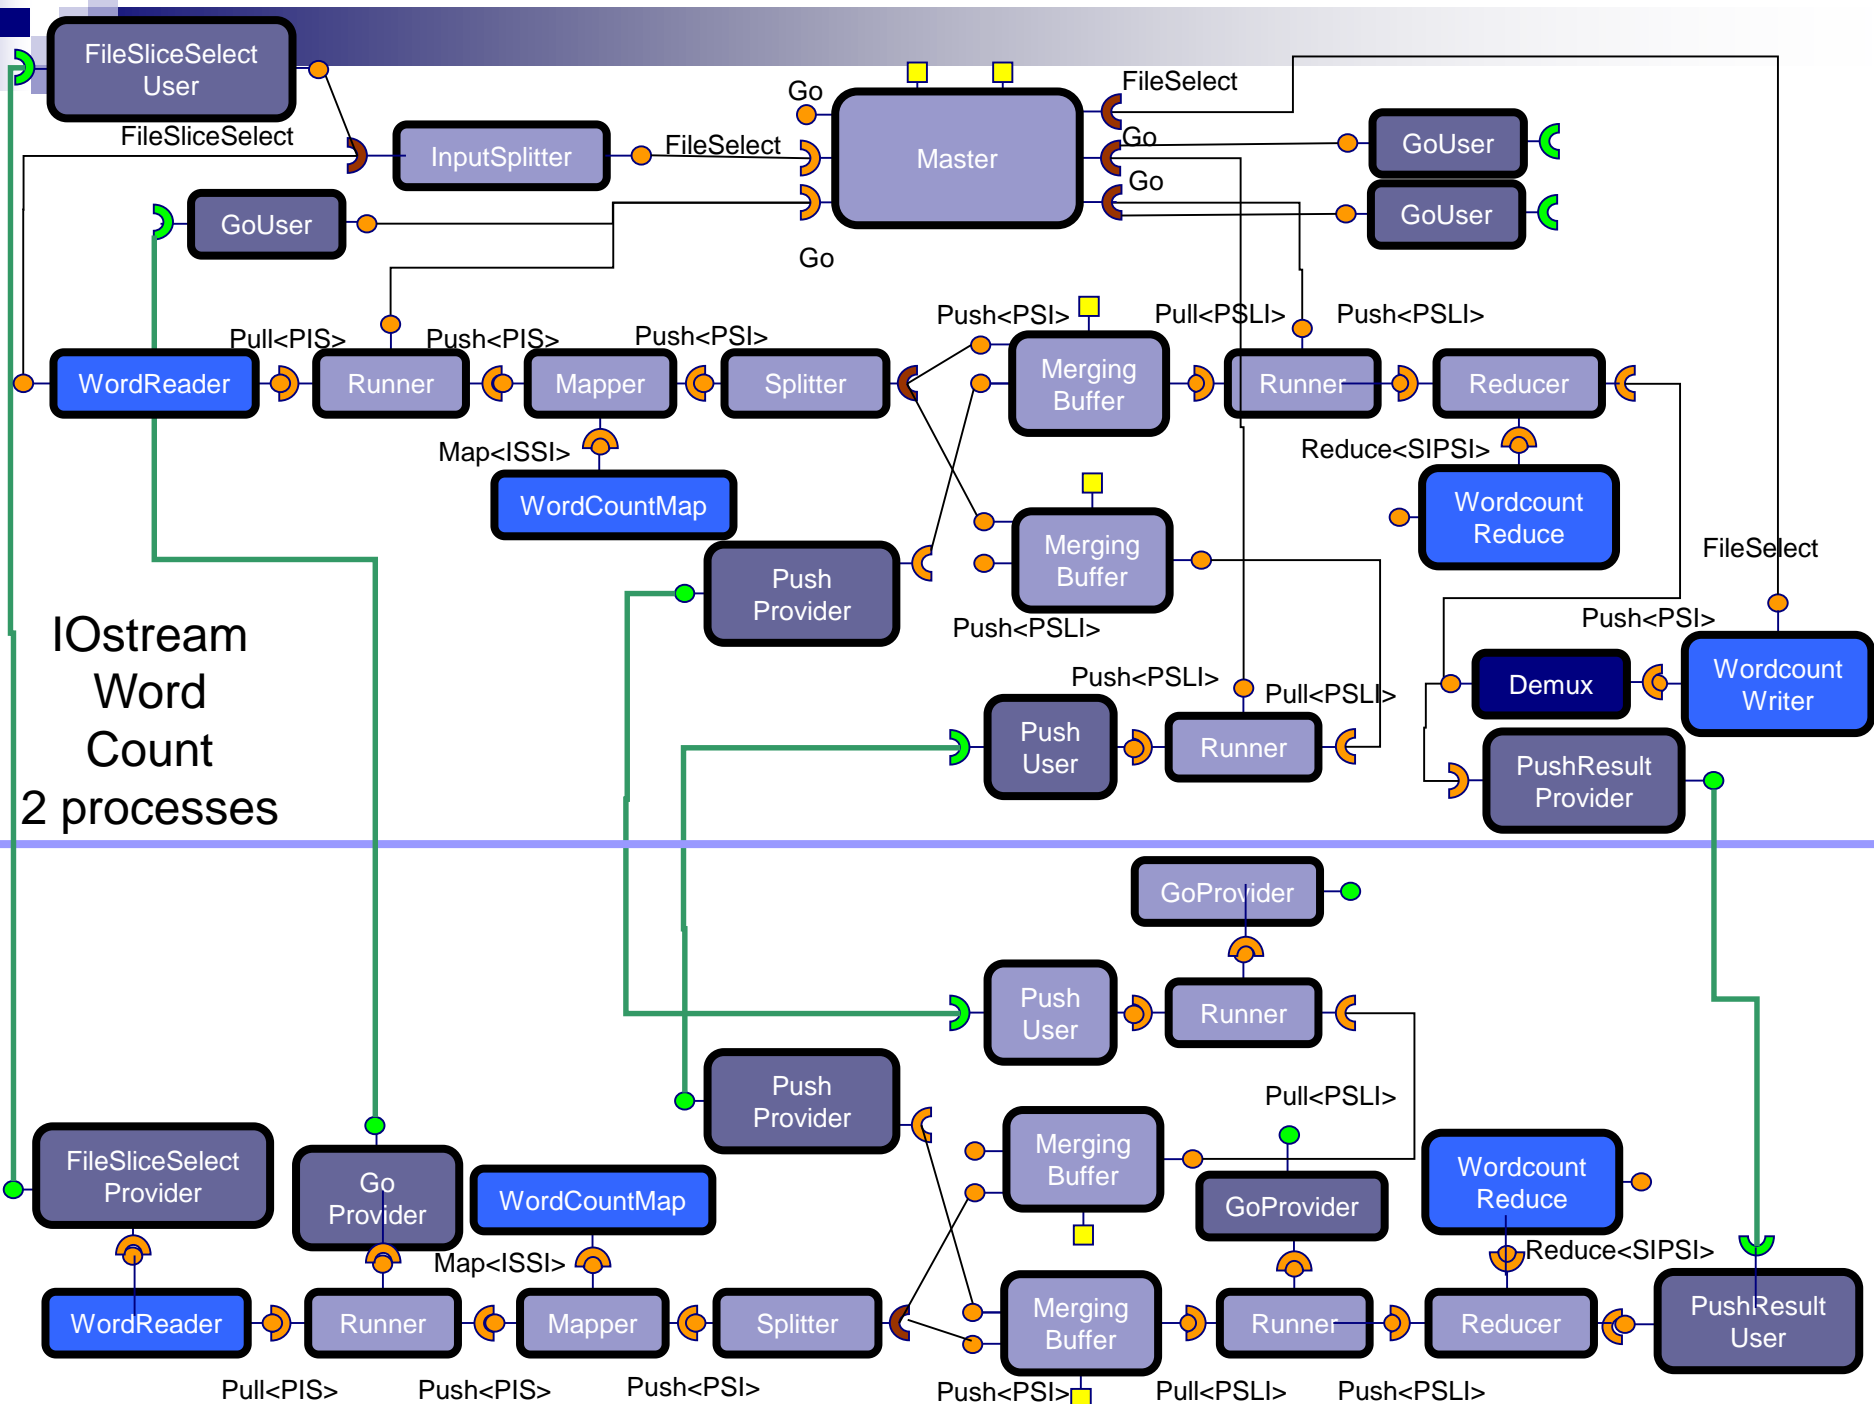 FileSliceSelect
User
FileSliceSelect
InputSplitter
FileSelect
Go
Master
FileSelect
Go
Go
GoUser
GoUser
GoUser
Go
Pull<PIS>
Push<PIS>
Push<PSI>
Push<PSI>
Pull<PSLI>
Push<PSLI>
WordReader
Runner
Mapper
Splitter
Merging
Buffer
Runner
Reducer
Map<ISSI>
WordCountMap
Reduce<SIPSI>
Wordcount
Reduce
Merging
Buffer
FileSelect
Push
Provider
Push<PSLI>
Push<PSI>
IOstream
Word
Count
2 processes
Push<PSLI>
Pull<PSLI>
Demux
Wordcount
Writer
Push
User
Runner
PushResult
Provider
GoProvider
Push
User
Runner
Push
Provider
Pull<PSLI>
FileSliceSelect
Provider
Go
Provider
WordCountMap
Merging
Buffer
GoProvider
Wordcount
Reduce
Map<ISSI>
Reduce<SIPSI>
WordReader
Runner
Mapper
Splitter
Merging
Buffer
Runner
Reducer
PushResult
User
Pull<PIS>
Push<PIS>
Push<PSI>
Push<PSI>
Pull<PSLI>
Push<PSLI>